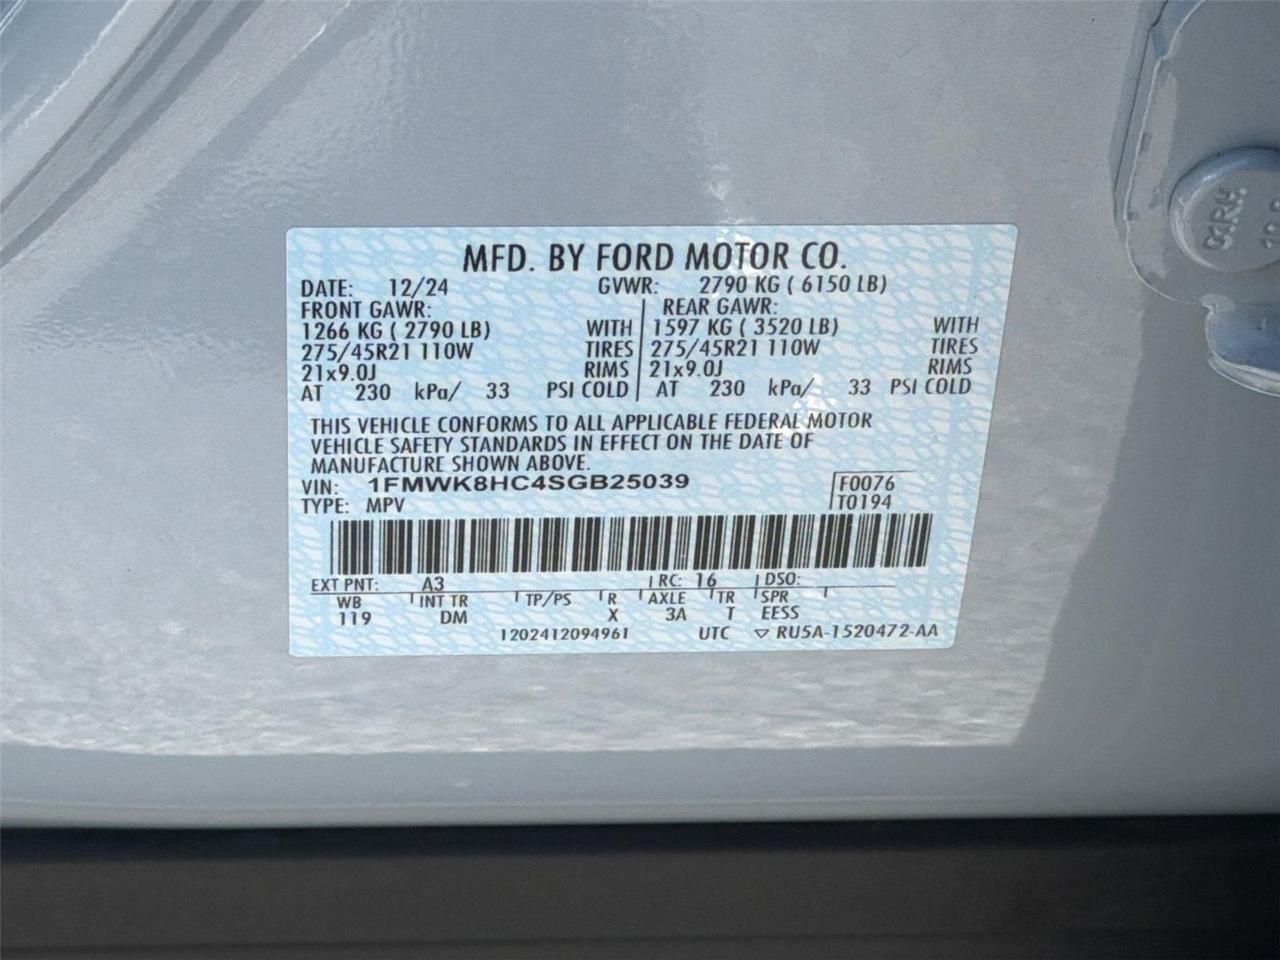 MFD. BY FORD MOTOR CO.
DATE: 12/24 GVWR: 2790 KG ( 6150 LB)
FRONT GAWR: REAR GAWR:
1266 KG ( 2790 LB) WITH 1597 KG ( 3520 LB) WITH
275/45R21 110W TIRES 275/45R21 110W TIRES
21x9.0J RIMS 21x9.0J RIMS
AT 230 kPa/ 33 PSI COLD AT 230 kPa/ 33 PSI COLD
THIS VEHICLE CONFORMS TO ALL APPLICABLE FEDERAL MOTOR
VEHICLE SAFETY STANDARDS IN EFFECT ON THE DATE OF
MANUFACTURE SHOWN ABOVE.
VIN: 1FMWK8HC4SGB25039 F0076
TYPE: MPV T0194
EXT PNT: A3 RC: 16 DSO:
WB INT TR TP/PS R AXLE TR SPR
119 DM X 3A T EESS
1202412094961 UTC ▽ RU5A-1520472-AA